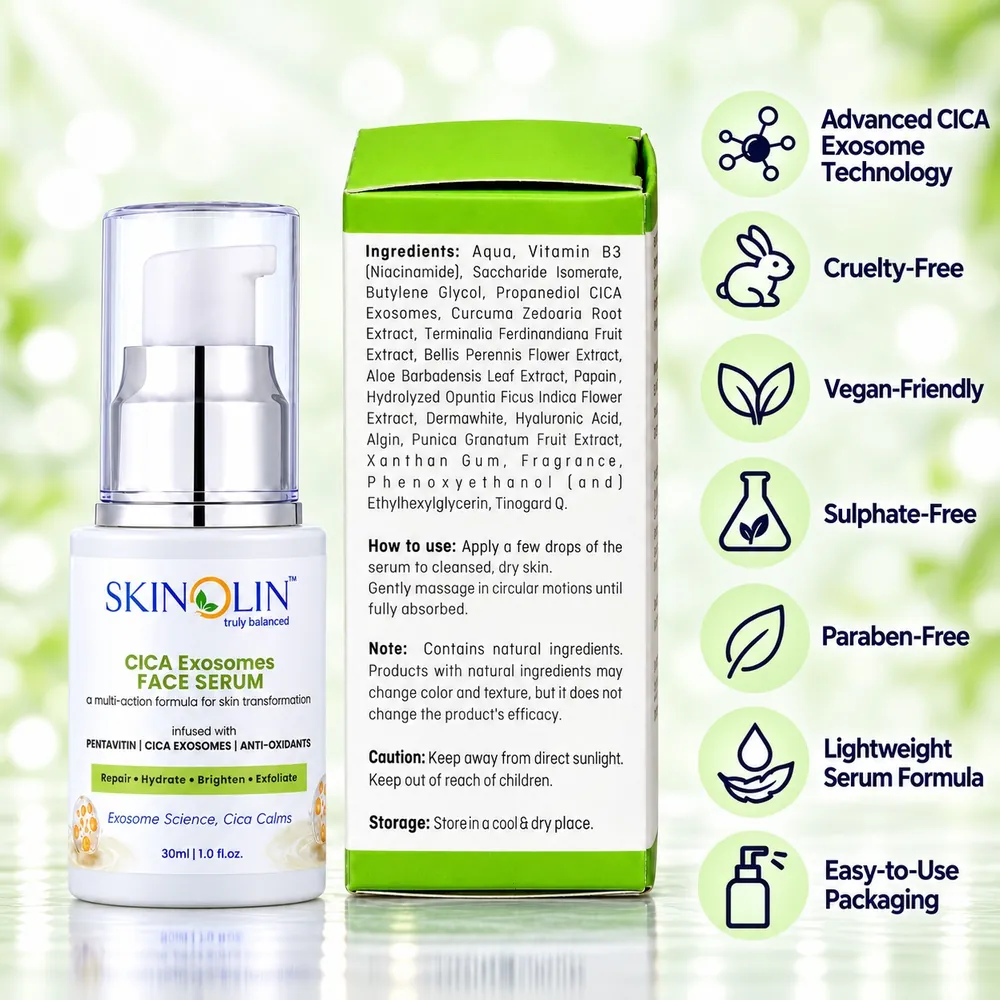 SKINOLIN™
truly balanced
CICA Exosomes
FACE SERUM
a multi-action formula for skin transformation
infused with
PENTAVITIN | CICA EXOSOMES | ANTI-OXIDANTS
Repair • Hydrate • Brighten • Exfoliate
Exosome Science, Cica Calms
30ml | 1.0 fl.oz.
Ingredients: Aqua, Vitamin B3
(Niacinamide), Saccharide Isomerate,
Butylene Glycol, Propanediol CICA
Exosomes, Curcuma Zedoaria Root
Extract, Terminalia Ferdinandiana Fruit
Extract, Bellis Perennis Flower Extract,
Aloe Barbadensis Leaf Extract, Papain,
Hydrolyzed Opuntia Ficus Indica Flower
Extract, Dermawhite, Hyaluronic Acid,
Algin, Punica Granatum Fruit Extract,
Xanthan Gum, Fragrance,
Phenoxyethanol (and)
Ethylhexylglycerin, Tinogard Q.
How to use: Apply a few drops of the
serum to cleansed, dry skin.
Gently massage in circular motions until
fully absorbed.
Note: Contains natural ingredients.
Products with natural ingredients may
change color and texture, but it does not
change the product's efficacy.
Caution: Keep away from direct sunlight.
Keep out of reach of children.
Storage: Store in a cool & dry place.
Advanced CICA
Exosome
Technology
Cruelty-Free
Vegan-Friendly
Sulphate-Free
Paraben-Free
Lightweight
Serum Formula
Easy-to-Use
Packaging